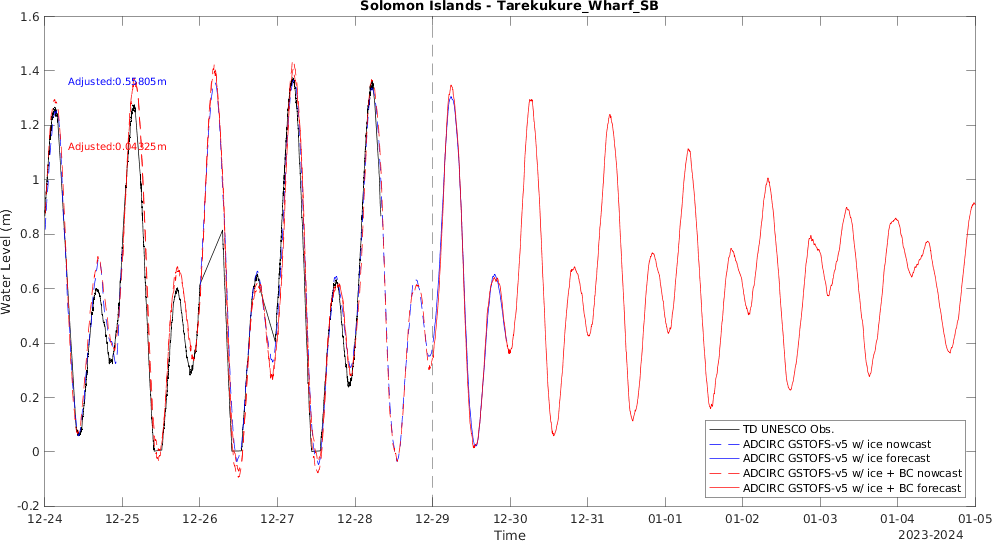 Solomon Islands - Tarekukure_Wharf_SB
Water Level (m)
1.6
1.4
1.2
1
0.8
0.6
0.4
0.2
0
-0.2
Adjusted:0.55805m
Adjusted:0.04325m
TD UNESCO Obs.
ADCIRC GSTOFS-v5 w/ ice nowcast
ADCIRC GSTOFS-v5 w/ ice forecast
ADCIRC GSTOFS-v5 w/ ice + BC nowcast
ADCIRC GSTOFS-v5 w/ ice + BC forecast
12-24 12-25 12-26 12-27 12-28 12-29 12-30 01-01 01-01 01-02 01-03 01-04 01-05
Time
2023-2024